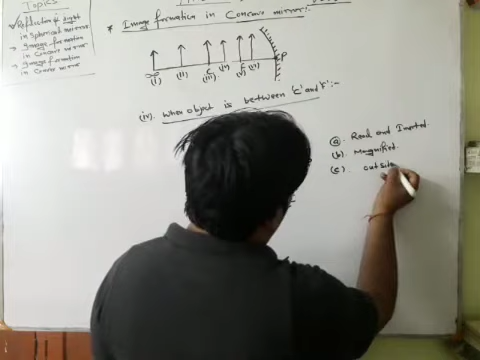 Topics
Reflection of light
in Spherical mirrors
→ Image formation
in Concave mirror
→ Image formation
in Convex mirror
* Image formation in Concave mirror:-
(i) (ii) C (iii) (iv) F (v) (vi) P
(iv). When object is between 'C' and 'F' :-
(a). Real and Inverted.
(b). Magnified.
(c). outside